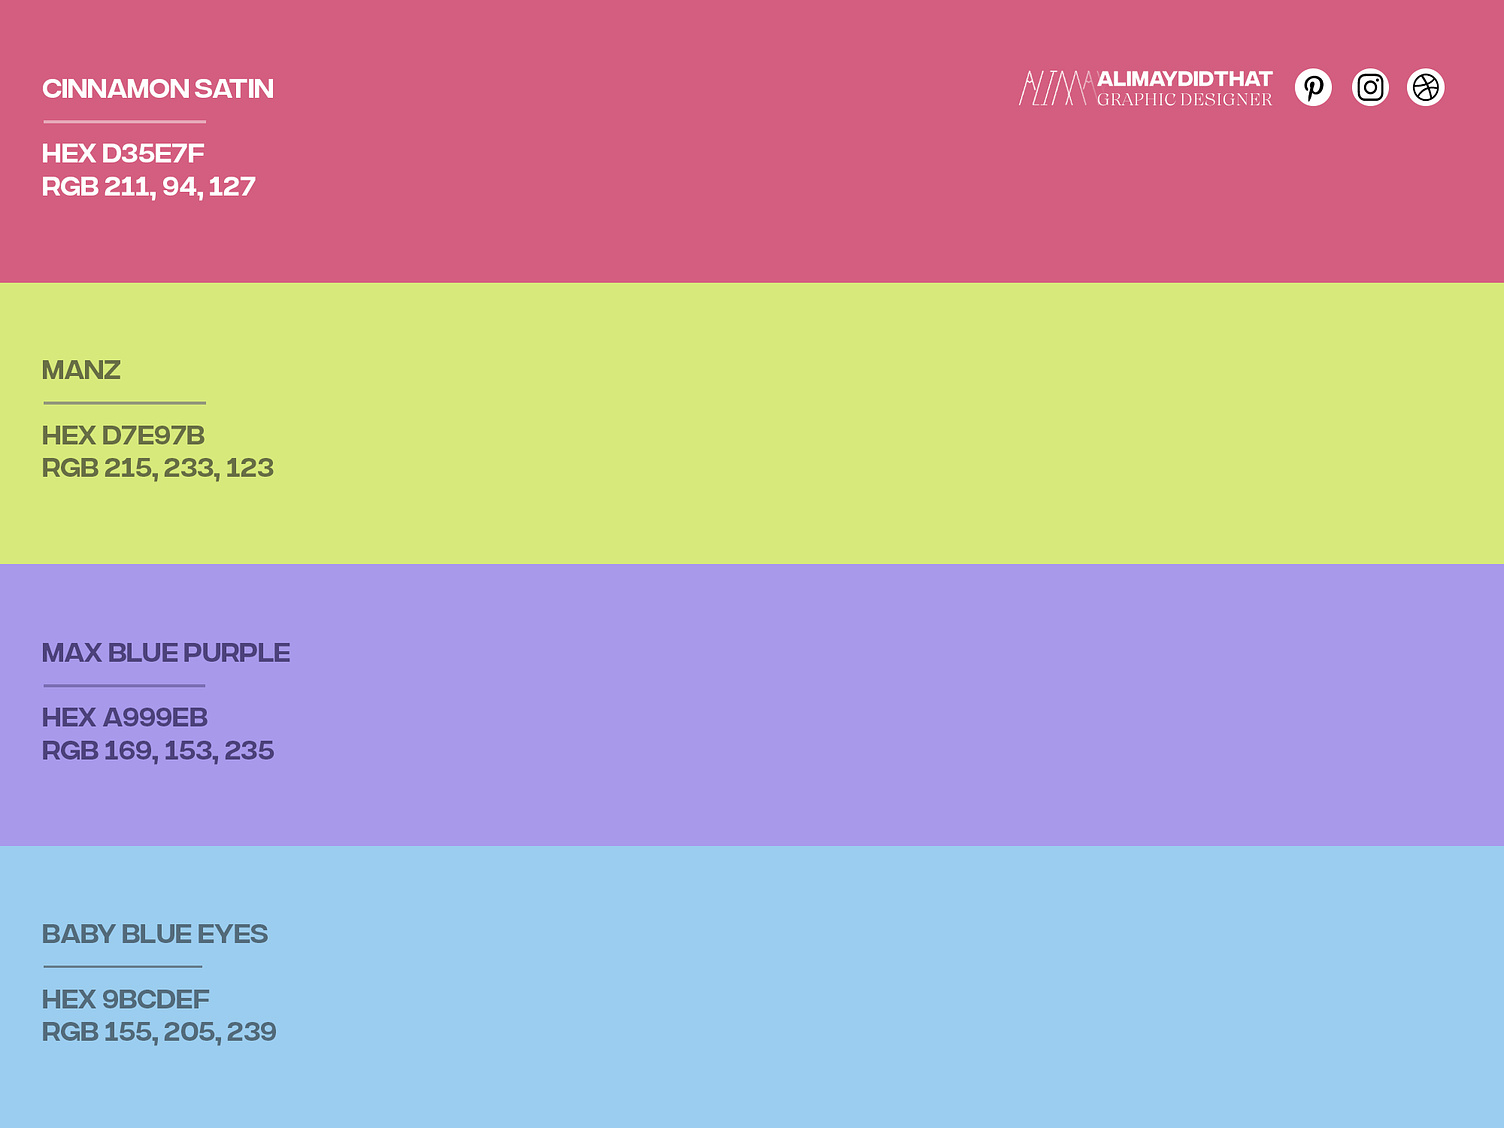 CINNAMON SATIN
HEX D35E7F
RGB 211, 94, 127
ALIMA
ALIMAYDIDTHAT
GRAPHIC DESIGNER
MANZ
HEX D7E97B
RGB 215, 233, 123
MAX BLUE PURPLE
HEX A999EB
RGB 169, 153, 235
BABY BLUE EYES
HEX 9BCDEF
RGB 155, 205, 239